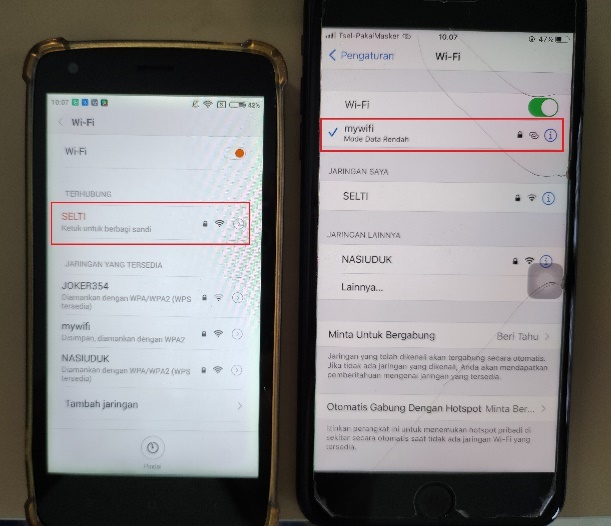 10:07
42%
Wi-Fi
Wi-Fi
TERHUBUNG
SELTI
Ketuk untuk berbagi sandi
JARINGAN YANG TERSEDIA
JOKER354
Diamankan dengan WPA/WPA2 (WPS
tersedia)
mywifi
Disimpan, diamankan dengan WPA2
NASIUDUK
Diamankan dengan WPA/WPA2 (WPS
tersedia)
Tambah jaringan
Tsel-PakaiMasker
10.07
47%
Pengaturan
Wi-Fi
Wi-Fi
mywifi
Mode Data Rendah
JARINGAN SAYA
SELTI
JARINGAN LAINNYA
NASIUDUK
Lainnya...
Minta Untuk Bergabung Beri Tahu
Jaringan yang telah dikenali akan tergabung secara otomatis.
Jika tidak ada jaringan yang dikenali, Anda akan mendapatkan
pemberitahuan mengenai jaringan yang tersedia.
Otomatis Gabung Dengan Hotspot Minta Ber...
Izinkan perangkat ini untuk menemukan hotspot pribadi di
sekitar secara otomatis saat tidak ada jaringan Wi-Fi yang
tersedia.